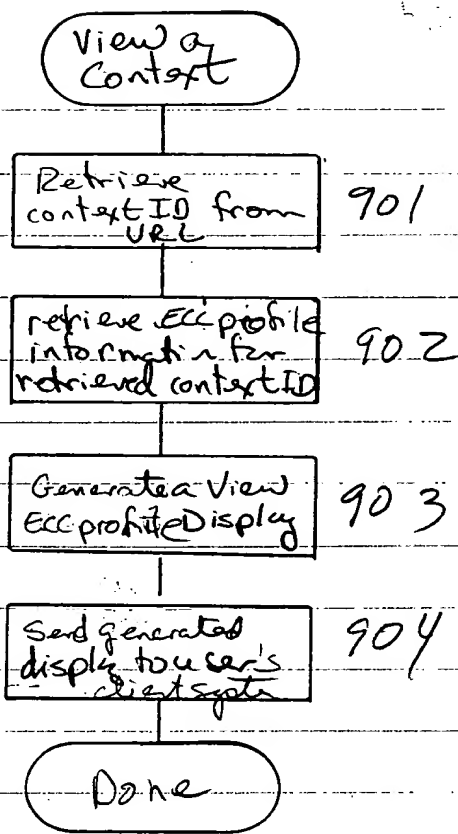 View a
Context
Retrieve
contextID from
URL
901
retrieve ECC profile
information for
retrieved contextID
902
Generate a View
ECC profile Display
903
Send generated
display to user's
client system
904
Done